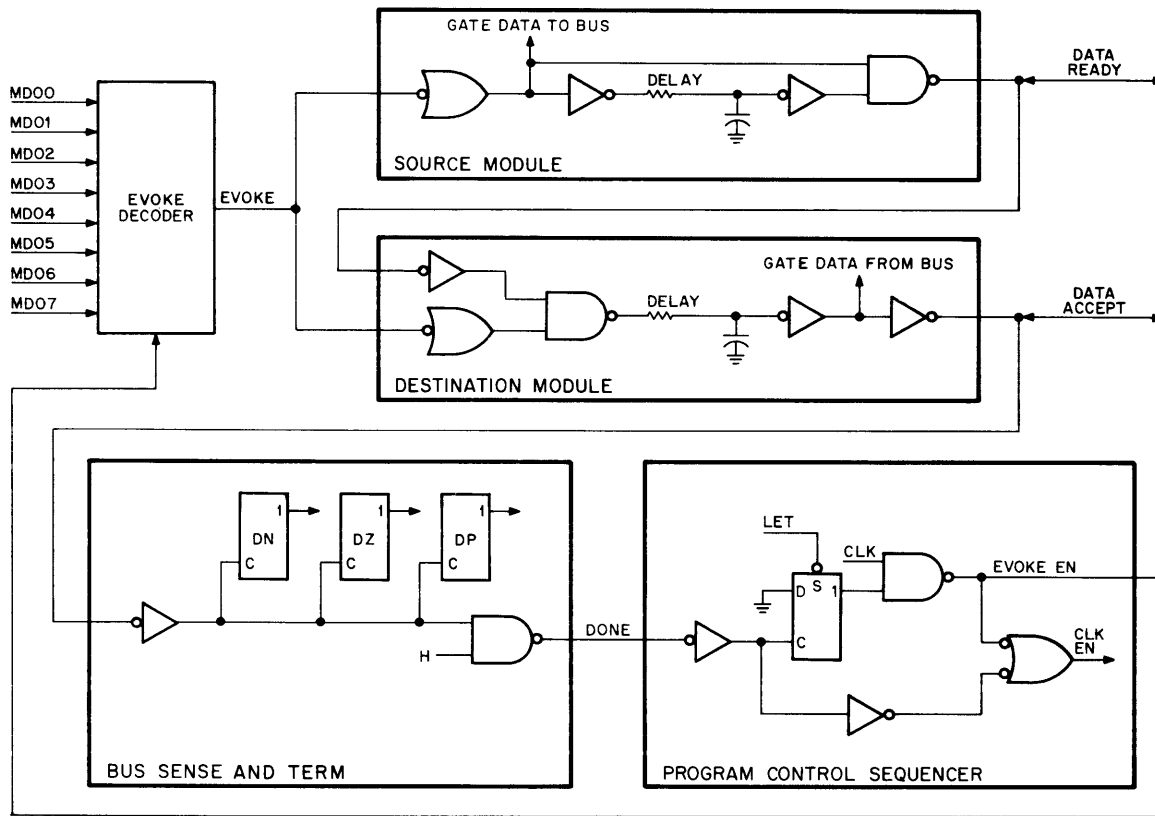 GATE DATA TO BUS
DATA
READY
DELAY
SOURCE MODULE
MD00
MD01
MD02
MD03
MD04
MD05
MD06
MD07
EVOKE
DECODER
EVOKE
GATE DATA FROM BUS
DELAY
DATA
ACCEPT
DESTINATION MODULE
1
DN
C
1
DZ
C
1
DP
C
H
DONE
BUS SENSE AND TERM
LET
CLK
D
S
1
C
EVOKE EN
CLK
EN
PROGRAM CONTROL SEQUENCER